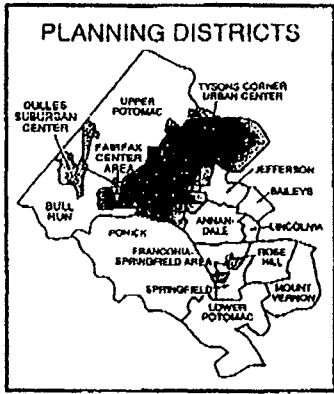 PLANNING DISTRICTS
TYSONS CORNER
URBAN CENTER
UPPER
POTOMAC
DULLES
SUBURBAN
CENTER
FAIRFAX
CENTER
AREA
JEFFERSON
BAILEYS
BULL
RUN
ANNAN-
DALE
LINCOLNIA
POHICK
FRANCONIA-
SPRINGFIELD AREA
ROSE
HILL
SPRINGFIELD
MOUNT
VERNON
LOWER
POTOMAC